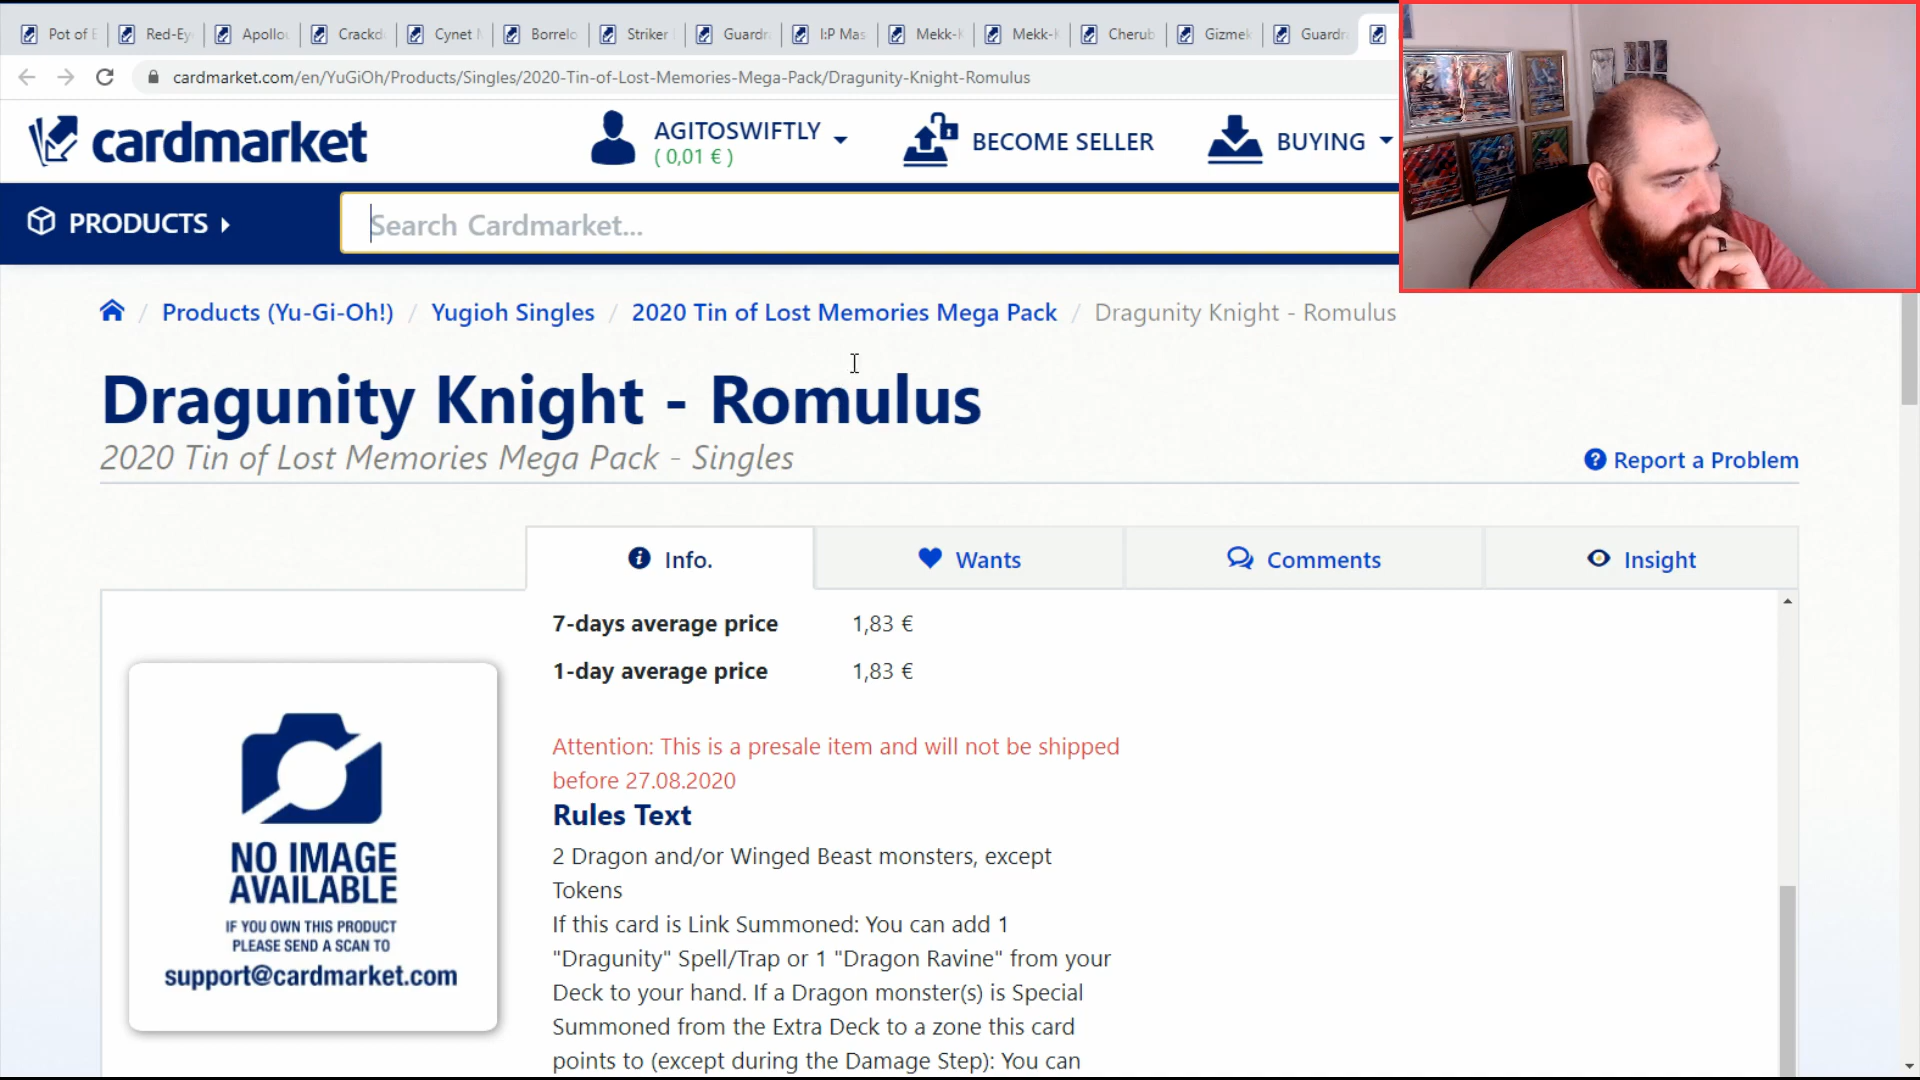 Pot of E Red-Ey Apollo Crackd Cynet Borrelo Striker Guard I:P Mas Mekk-K Mekk-K Cherub Gizmek Guard
cardmarket.com/en/YuGiOh/Products/Singles/2020-Tin-of-Lost-Memories-Mega-Pack/Dragunity-Knight-Romulus
cardmarket
AGITOSWIFTLY
( 0,01 € )
BECOME SELLER
BUYING
PRODUCTS
Search Cardmarket...
/ Products (Yu-Gi-Oh!) / Yugioh Singles / 2020 Tin of Lost Memories Mega Pack / Dragunity Knight - Romulus
Dragunity Knight - Romulus
2020 Tin of Lost Memories Mega Pack - Singles
Report a Problem
Info.
Wants
Comments
Insight
7-days average price 1,83 €
1-day average price 1,83 €
Attention: This is a presale item and will not be shipped
before 27.08.2020
Rules Text
2 Dragon and/or Winged Beast monsters, except
Tokens
If this card is Link Summoned: You can add 1
"Dragunity" Spell/Trap or 1 "Dragon Ravine" from your
Deck to your hand. If a Dragon monster(s) is Special
Summoned from the Extra Deck to a zone this card
points to (except during the Damage Step): You can
NO IMAGE
AVAILABLE
IF YOU OWN THIS PRODUCT
PLEASE SEND A SCAN TO
support@cardmarket.com